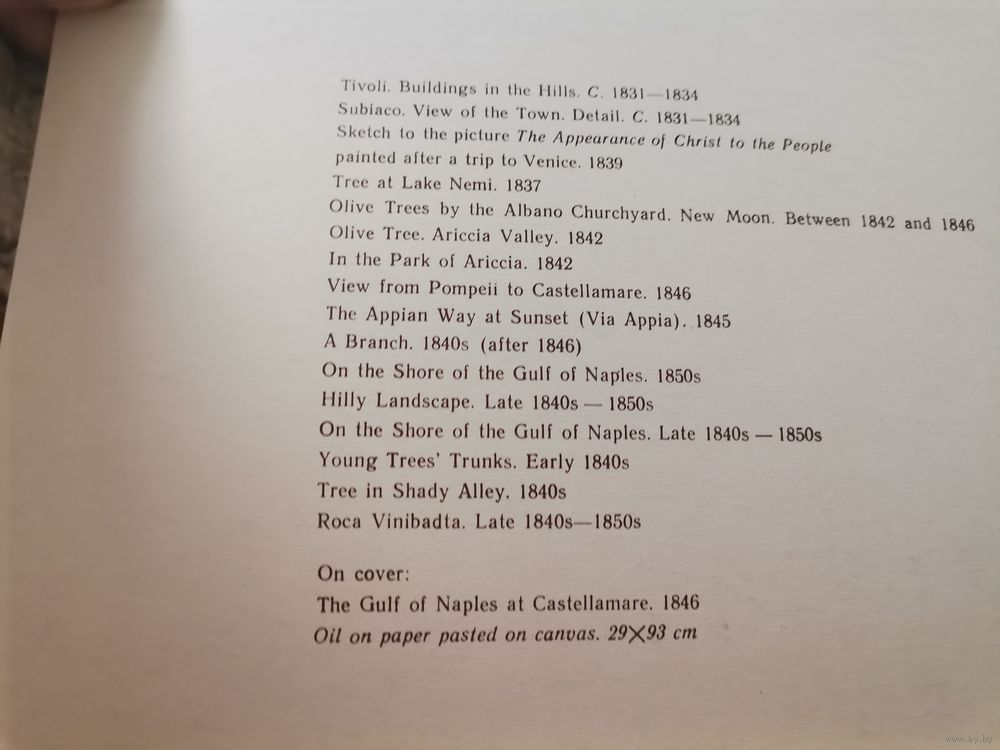 Tivoli. Buildings in the Hills. C. 1831—1834
Subiaco. View of the Town. Detail. C. 1831—1834
Sketch to the picture The Appearance of Christ to the People
painted after a trip to Venice. 1839
Tree at Lake Nemi. 1837
Olive Trees by the Albano Churchyard. New Moon. Between 1842 and 1846
Olive Tree. Ariccia Valley. 1842
In the Park of Ariccia. 1842
View from Pompeii to Castellamare. 1846
The Appian Way at Sunset (Via Appia). 1845
A Branch. 1840s (after 1846)
On the Shore of the Gulf of Naples. 1850s
Hilly Landscape. Late 1840s — 1850s
On the Shore of the Gulf of Naples. Late 1840s — 1850s
Young Trees' Trunks. Early 1840s
Tree in Shady Alley. 1840s
Roca Vinibadta. Late 1840s—1850s
On cover:
The Gulf of Naples at Castellamare. 1846
Oil on paper pasted on canvas. 29×93 cm
www.ay.by